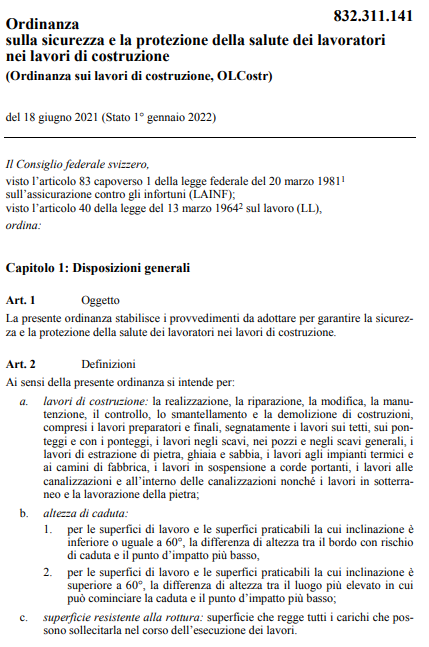 832.311.141
Ordinanza
sulla sicurezza e la protezione della salute dei lavoratori
nei lavori di costruzione
(Ordinanza sui lavori di costruzione, OLCostr)
del 18 giugno 2021 (Stato 1° gennaio 2022)
Il Consiglio federale svizzero,
visto l'articolo 83 capoverso 1 della legge federale del 20 marzo 1981¹
sull'assicurazione contro gli infortuni (LAINF);
visto l'articolo 40 della legge del 13 marzo 1964² sul lavoro (LL),
ordina:
Capitolo 1: Disposizioni generali
Art. 1 Oggetto
La presente ordinanza stabilisce i provvedimenti da adottare per garantire la sicurez-
za e la protezione della salute dei lavoratori nei lavori di costruzione.
Art. 2 Definizioni
Ai sensi della presente ordinanza si intende per:
a. lavori di costruzione: la realizzazione, la riparazione, la modifica, la manu-
tenzione, il controllo, lo smantellamento e la demolizione di costruzioni,
compresi i lavori preparatori e finali, segnatamente i lavori sui tetti, sui pon-
teggi e con i ponteggi, i lavori negli scavi, nei pozzi e negli scavi generali, i
lavori di estrazione di pietra, ghiaia e sabbia, i lavori agli impianti termici e
ai camini di fabbrica, i lavori in sospensione a corde portanti, i lavori alle
canalizzazioni e all'interno delle canalizzazioni nonché i lavori in sotterra-
neo e la lavorazione della pietra;
b. altezza di caduta:
1. per le superfici di lavoro e le superfici praticabili la cui inclinazione è
inferiore o uguale a 60°, la differenza di altezza tra il bordo con rischio
di caduta e il punto d'impatto più basso,
2. per le superfici di lavoro e le superfici praticabili la cui inclinazione è
superiore a 60°, la differenza di altezza tra il luogo più elevato in cui
può cominciare la caduta e il punto d'impatto più basso;
c. superficie resistente alla rottura: superficie che regge tutti i carichi che pos-
sono sollecitarla nel corso dell'esecuzione dei lavori.